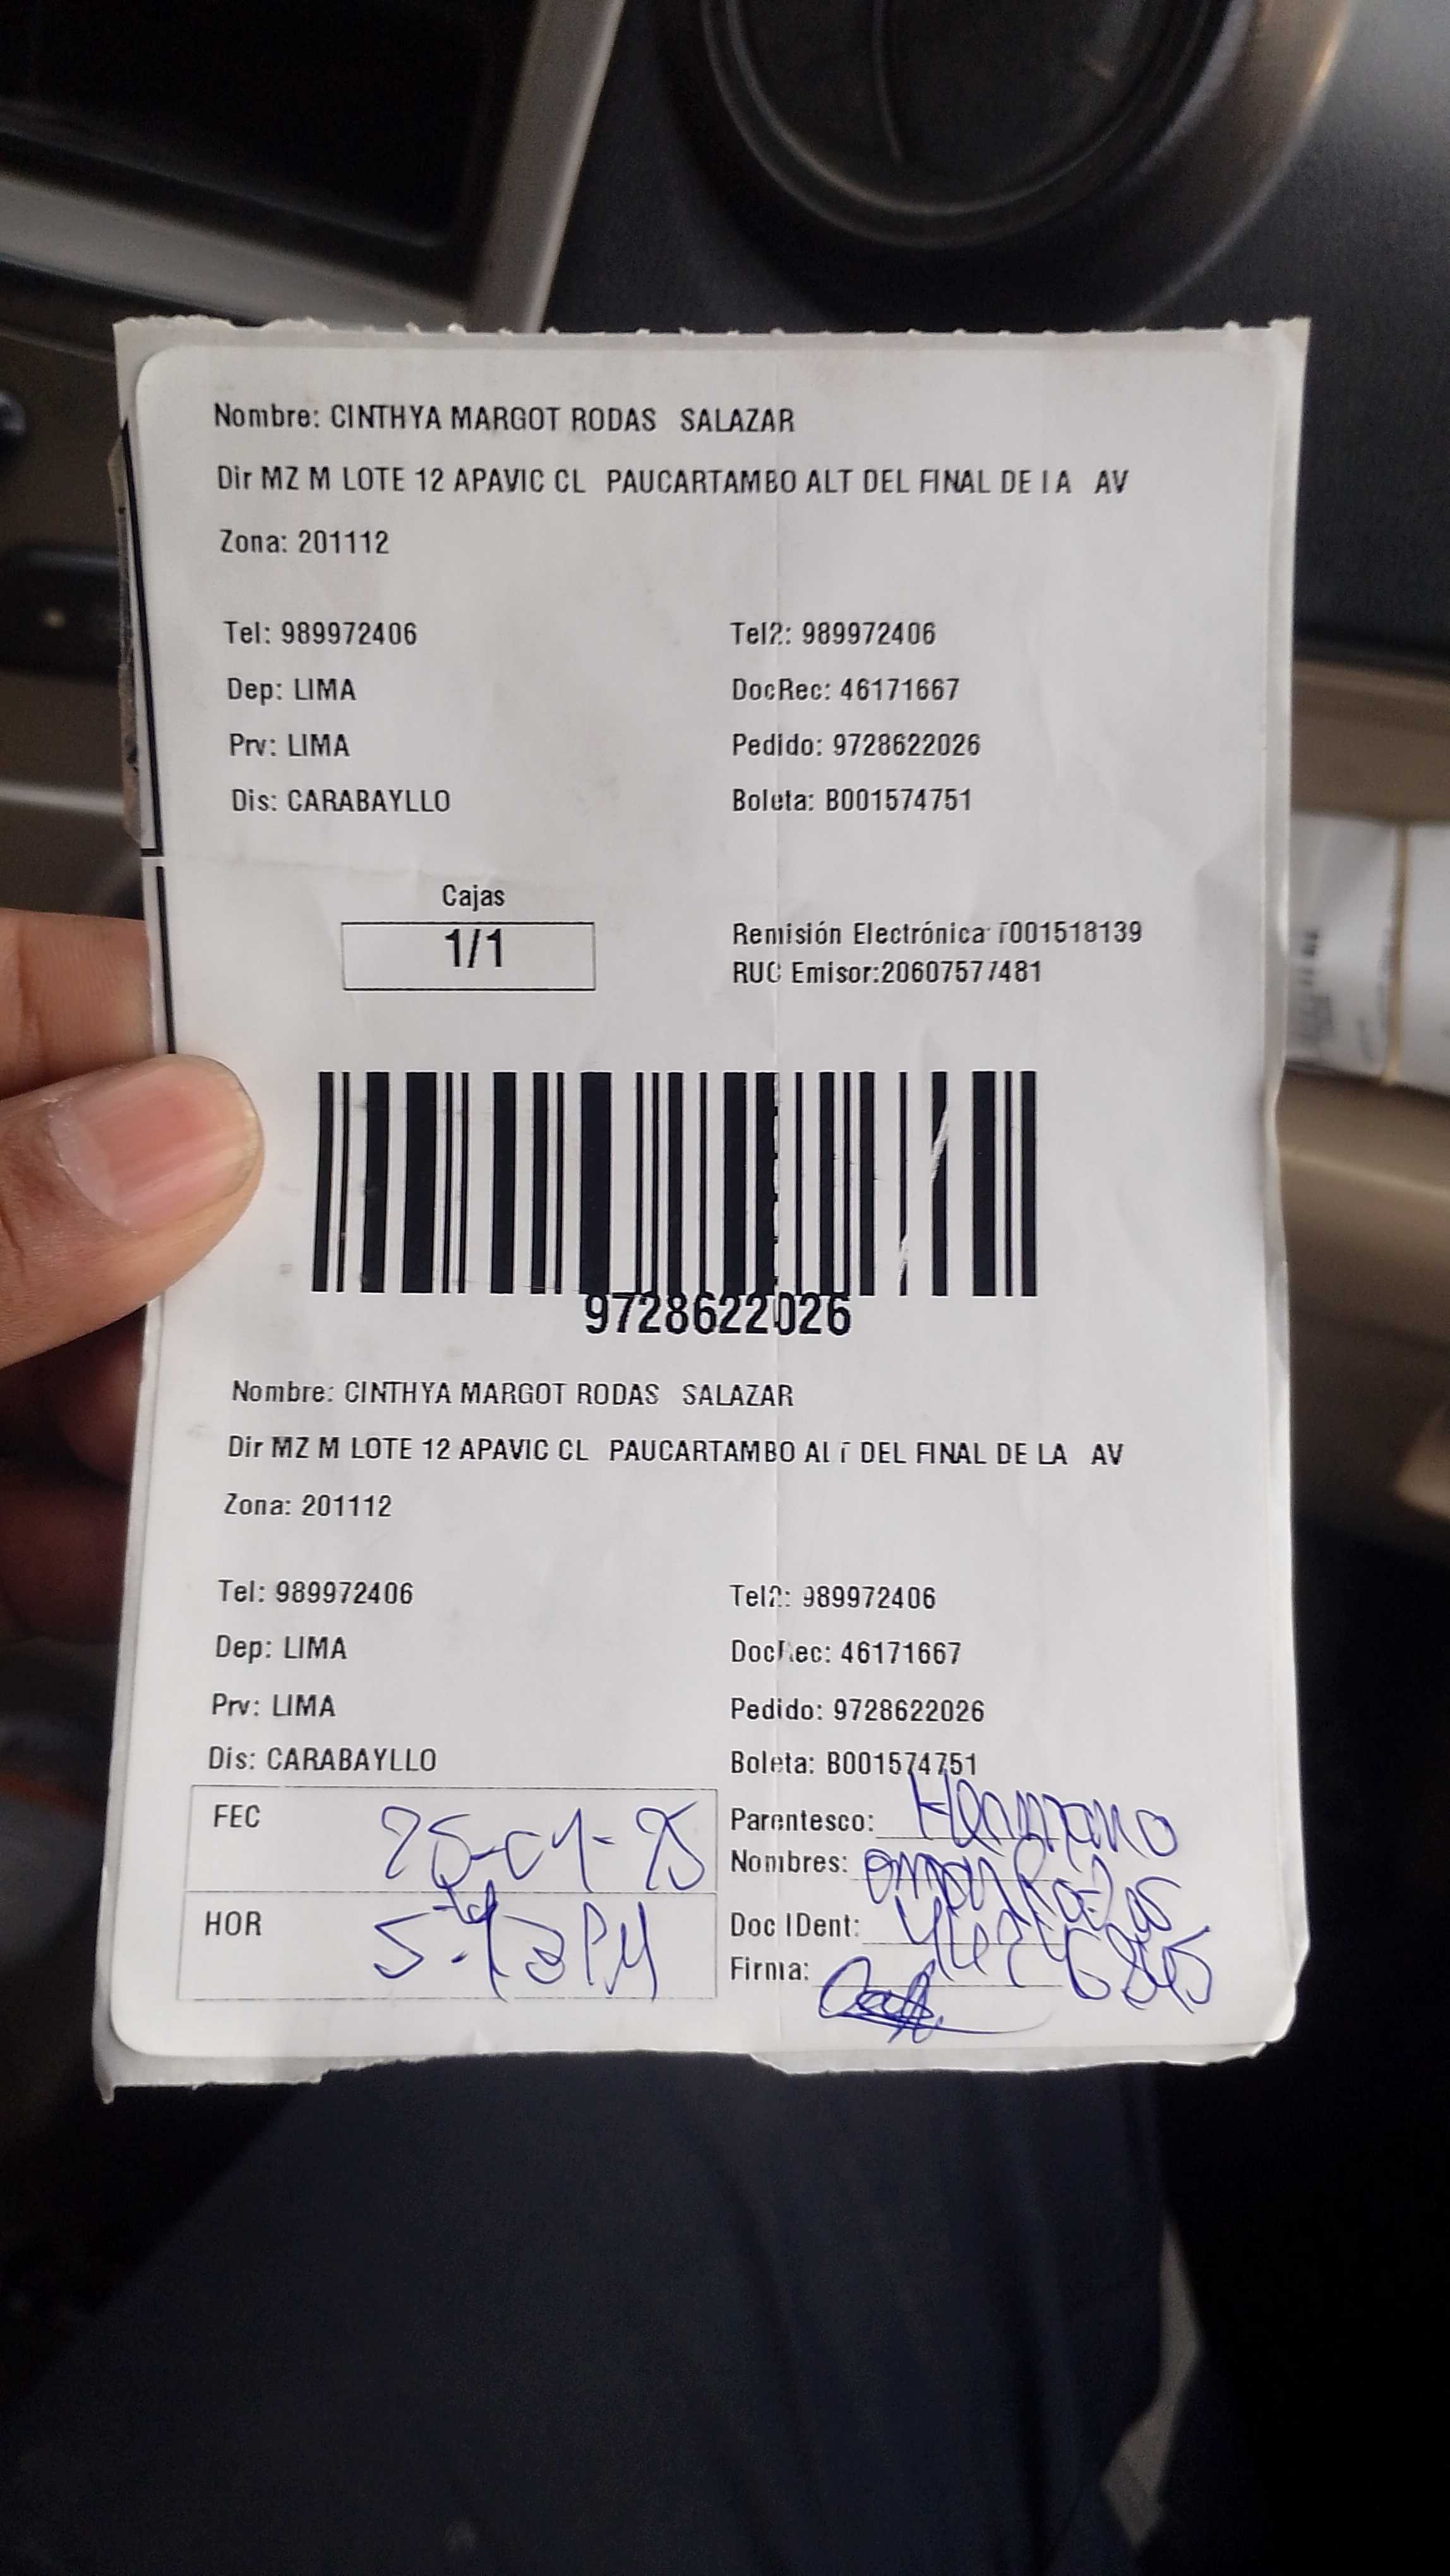 Nombre: CINTHYA MARGOT RODAS SALAZAR
Dir MZ M LOTE 12 APAVIC CL PAUCARTAMBO ALT DEL FINAL DE LA AV
Zona: 201112
Tel: 989972406 Tel2: 989972406
Dep: LIMA DocRec: 46171667
Prv: LIMA Pedido: 9728622026
Dis: CARABAYLLO Boleta: B001574751
Cajas
1/1
Remisión Electrónica T001518139
RUC Emisor:20607577481
9728622026
Nombre: CINTHYA MARGOT RODAS SALAZAR
Dir MZ M LOTE 12 APAVIC CL PAUCARTAMBO ALT DEL FINAL DE LA AV
Zona: 201112
Tel: 989972406 Tel2: 989972406
Dep: LIMA DocRec: 46171667
Prv: LIMA Pedido: 9728622026
Dis: CARABAYLLO Boleta: B001574751
FEC 25-04-25 Parentesco: Hermano
Nombres: Omar Rodas
HOR Doc IDent:
Firma: